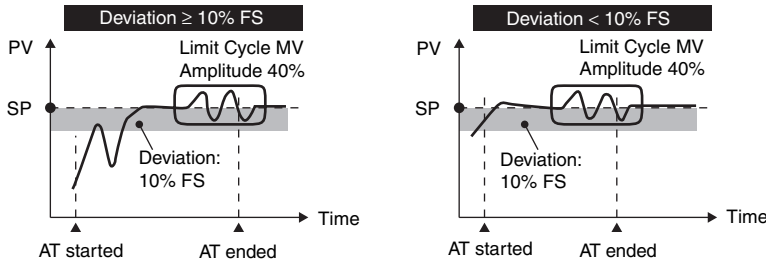 Deviation ≥ 10% FS
PV
Limit Cycle MV
Amplitude 40%
SP
Deviation:
10% FS
Time
AT started
AT ended
Deviation < 10% FS
PV
Limit Cycle MV
Amplitude 40%
SP
Deviation:
10% FS
Time
AT started
AT ended